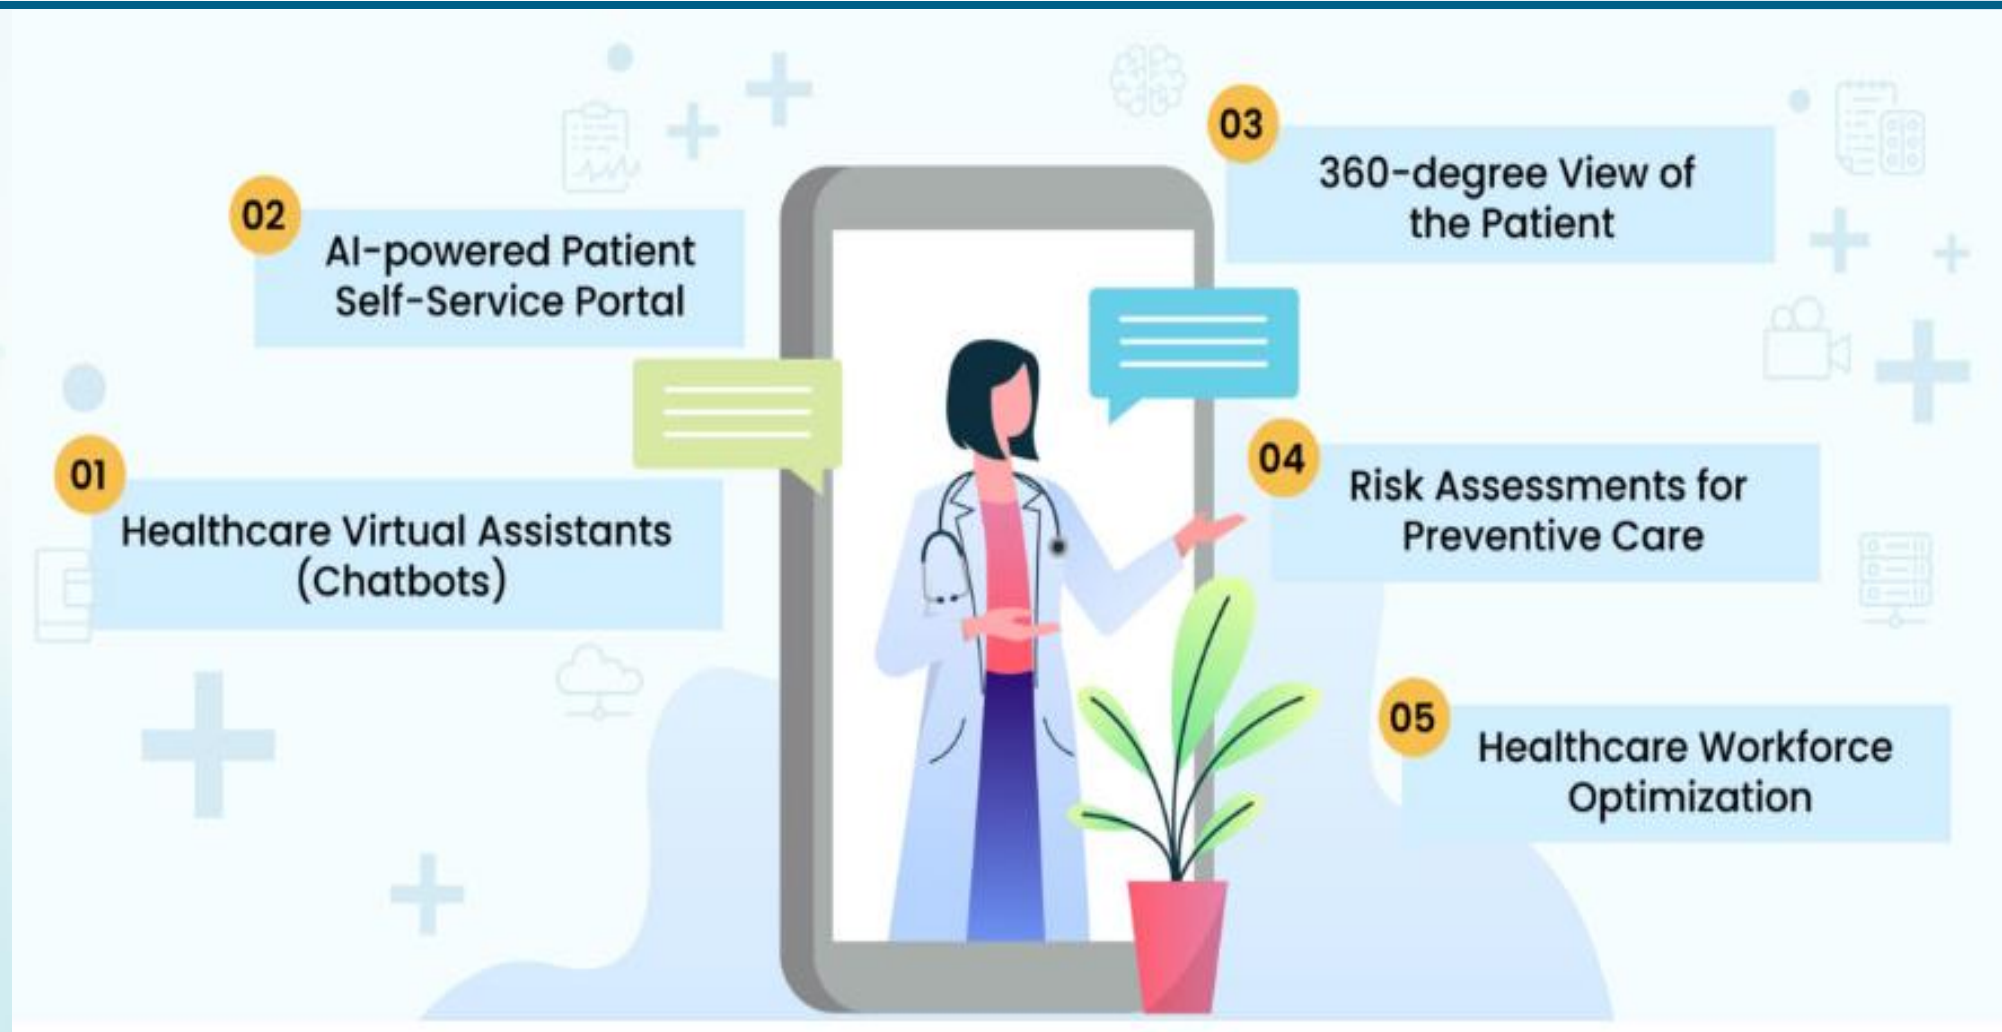 01
Healthcare Virtual Assistants
(Chatbots)
02
AI-powered Patient
Self-Service Portal
03
360-degree View of
the Patient
04
Risk Assessments for
Preventive Care
05
Healthcare Workforce
Optimization